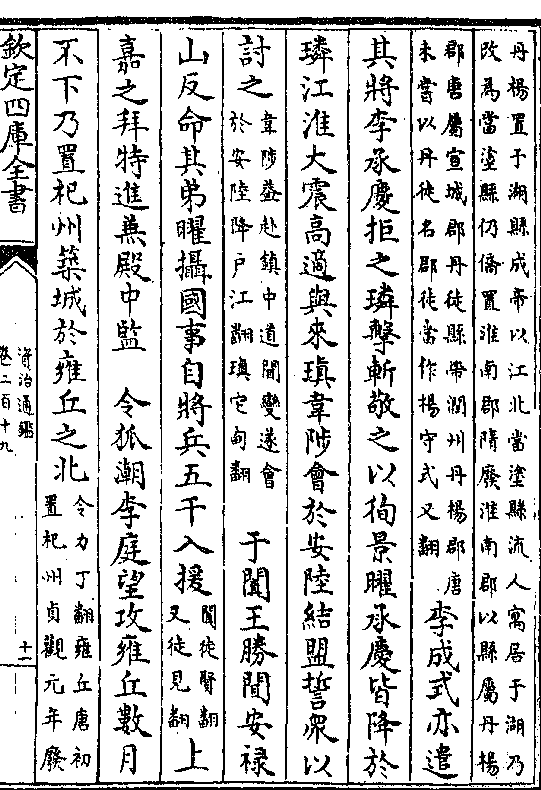 丹楊置于湖縣成帝以江北當塗縣流人寓居于湖乃
改為當塗縣仍僑置淮南郡隋廢淮南郡以縣屬丹楊
郡唐屬宣城郡丹徒縣帶潤州丹楊郡唐
未嘗以丹徒名郡徒當作楊守式又翻
李成式亦遣
其將李承慶拒之璘擊斬敬之以徇景曜承慶皆降於
璘江淮大震高適與來瑱韋陟會於安陸結盟誓衆以
討之
韋陟益赴鎮中道聞變遂會
於安陸降户江翻瑱它甸翻
于闐王勝聞安禄
山反命其弟曜攝國事自將兵五千入援
闐徒賢翻
又徒見翻
上
嘉之拜特進兼殿中監　令狐潮李庭望攻雍丘數月
不下乃置杞州築城於雍丘之北
令力丁翻雍丘唐初
置杞州貞觀元年廢
欽定四庫全書
資治通鑑
卷二百十九
十一